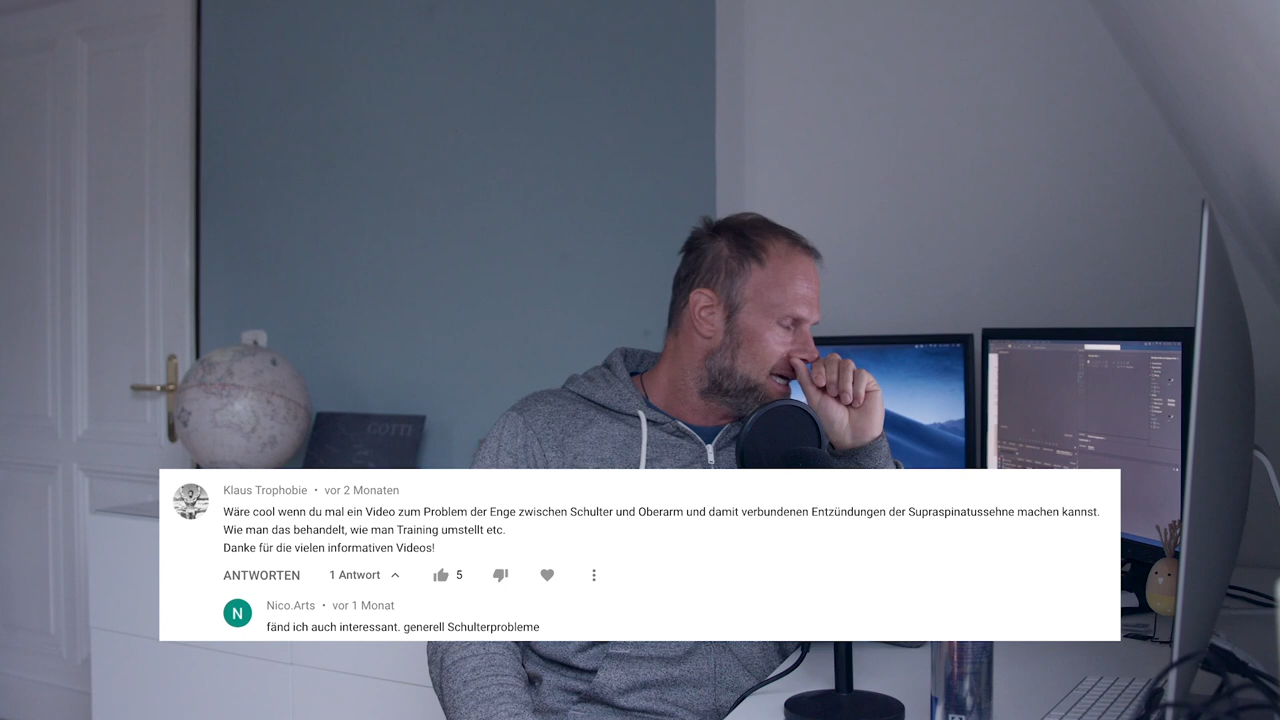 GOTTI
Klaus Trophobie • vor 2 Monaten
Wäre cool wenn du mal ein Video zum Problem der Enge zwischen Schulter und Oberarm und damit verbundenen Entzündungen der Supraspinatussehne machen kannst.
Wie man das behandelt, wie man Training umstellt etc.
Danke für die vielen informativen Videos!
ANTWORTEN 1 Antwort 5
N Nico.Arts • vor 1 Monat
fänd ich auch interessant. generell Schulterprobleme